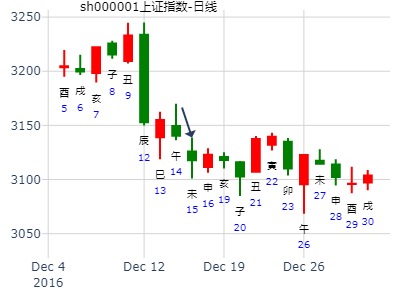 sh000001上证指数-日线
3250
3200
3150
3100
3050
酉 戌 亥 子 丑 辰 巳 午 未 申 亥 子 丑 寅 卯 午 未 申 酉 戌
5 6 7 8 9 12 13 14 15 16 19 20 21 22 23 26 27 28 29 30
Dec 4 Dec 12 Dec 19 Dec 26
2016